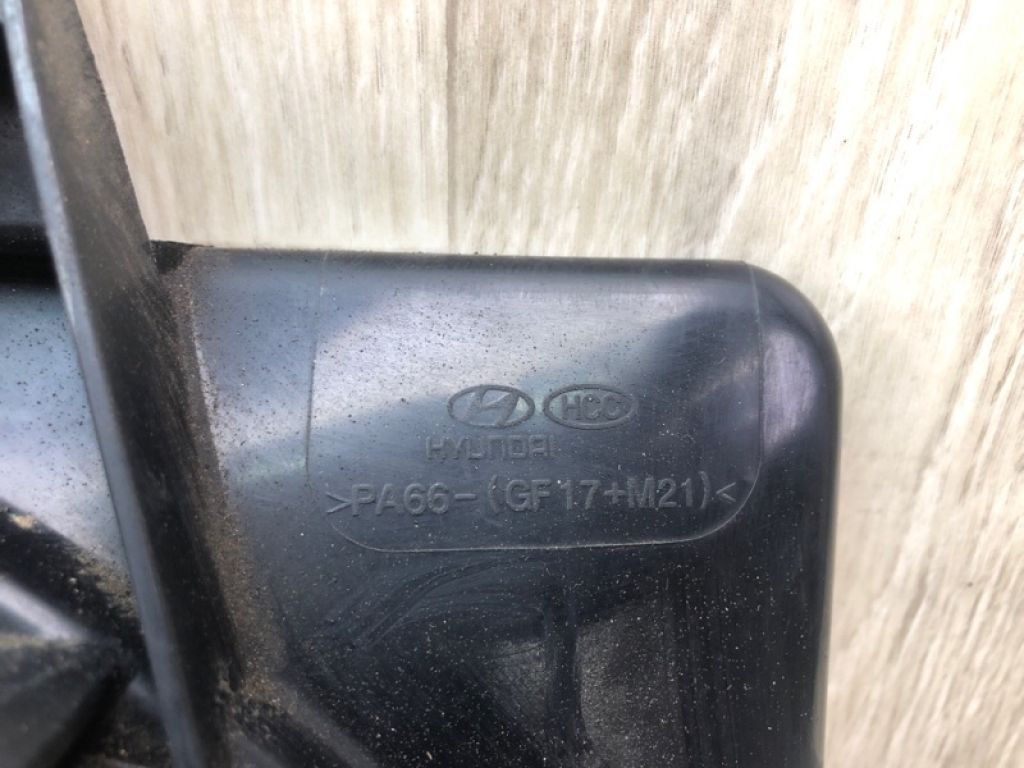 HCC
HYUNDAI
>PA66-(GF17+M21)<